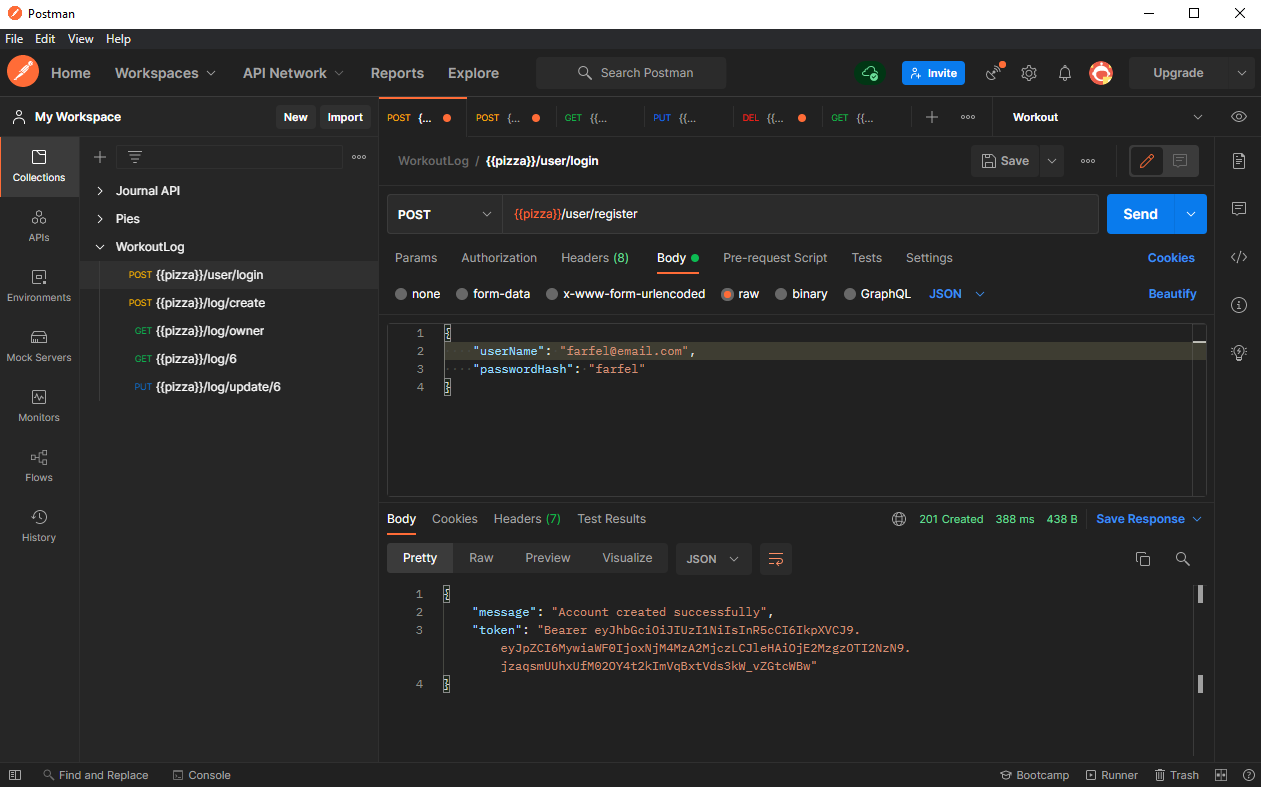 Postman
File Edit View Help
Home Workspaces API Network Reports Explore Search Postman Invite Upgrade
My Workspace New Import
POST {... POST {... GET {{... PUT {{... DEL {{... GET {{... Workout
Collections
APIs
Environments
Mock Servers
Monitors
Flows
History
Journal API
Pies
WorkoutLog
POST {{pizza}}/user/login
POST {{pizza}}/log/create
GET {{pizza}}/log/owner
GET {{pizza}}/log/6
PUT {{pizza}}/log/update/6
WorkoutLog / {{pizza}}/user/login Save
POST {{pizza}}/user/register Send
Params Authorization Headers (8) Body Pre-request Script Tests Settings Cookies
none form-data x-www-form-urlencoded raw binary GraphQL JSON Beautify
1 {
2 "userName": "farfel@email.com",
3 "passwordHash": "farfel"
4 }
Body Cookies Headers (7) Test Results 201 Created 388 ms 438 B Save Response
Pretty Raw Preview Visualize JSON
1 {
2 "message": "Account created successfully",
3 "token": "Bearer eyJhbGciOiJIUzI1NiIsInR5cCI6IkpXVCJ9.
eyJpZCI6MywiaWF0IjoxNjM4MzA2MjczLCJleHAiOjE2MzgzOTI2NzN9.
jzaqsmUUhxUfM02OY4t2kImVqBxtVds3kW_vZGtcWBw"
4 }
Find and Replace Console Bootcamp Runner Trash